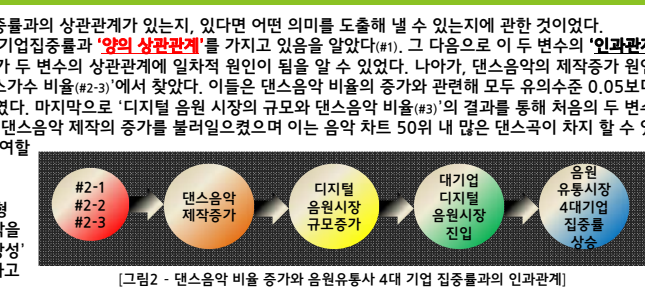 중률과의 상관관계가 있는지, 있다면 어떤 의미를 도출해 낼 수 있는지에 관한 것이었다.
기업집중률과 '양의 상관관계'를 가지고 있음을 알았다(#1). 그 다음으로 이 두 변수의 '인과관계
가 두 변수의 상관관계에 일차적 원인이 됨을 알 수 있었다. 나아가, 댄스음악의 제작증가 원인
스가수 비율(#2-3)'에서 찾았다. 이들은 댄스음악 비율의 증가와 관련해 모두 유의수준 0.05보다
였다. 마지막으로 '디지털 음원 시장의 규모와 댄스음악 비율(#3)'의 결과를 통해 처음의 두 변수
댄스음악 제작의 증가를 불러일으켰으며 이는 음악 차트 50위 내 많은 댄스곡이 차지 할 수 있
여할
형
악을
상성'
하고
#2-1
#2-2
#2-3
댄스음악
제작증가
디지털
음원시장
규모증가
대기업
디지털
음원시장
진입
음원
유통시장
4대기업
집중률
상승
[그림2 - 댄스음악 비율 증가와 음원유통사 4대 기업 집중률과의 인과관계]